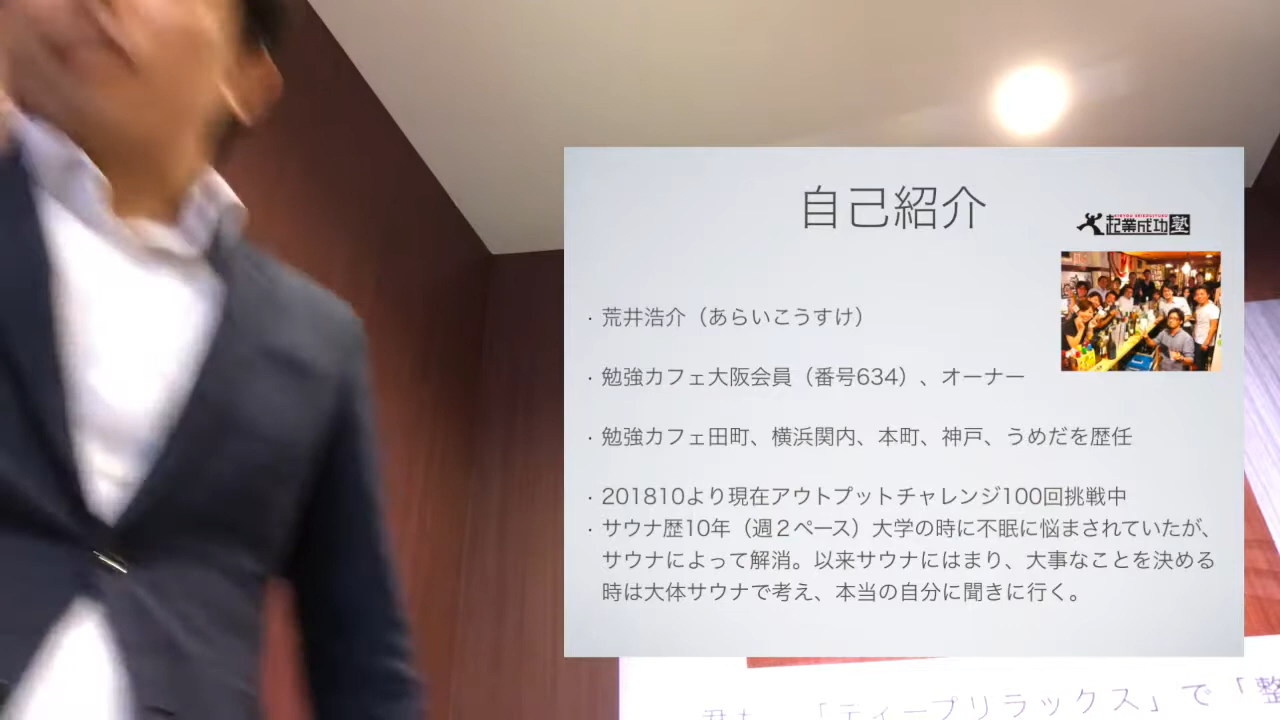 自己紹介
起業成功塾
・荒井浩介（あらいこうすけ）
・勉強カフェ大阪会員（番号634）、オーナー
・勉強カフェ田町、横浜関内、本町、神戸、うめだを歴任
・201810より現在アウトプットチャレンジ100回挑戦中
・サウナ歴10年（週２ペース）大学の時に不眠に悩まされていたが、
サウナによって解消。以来サウナにはまり、大事なことを決める
時は大体サウナで考え、本当の自分に聞きに行く。
「ディープリラックス」で「整